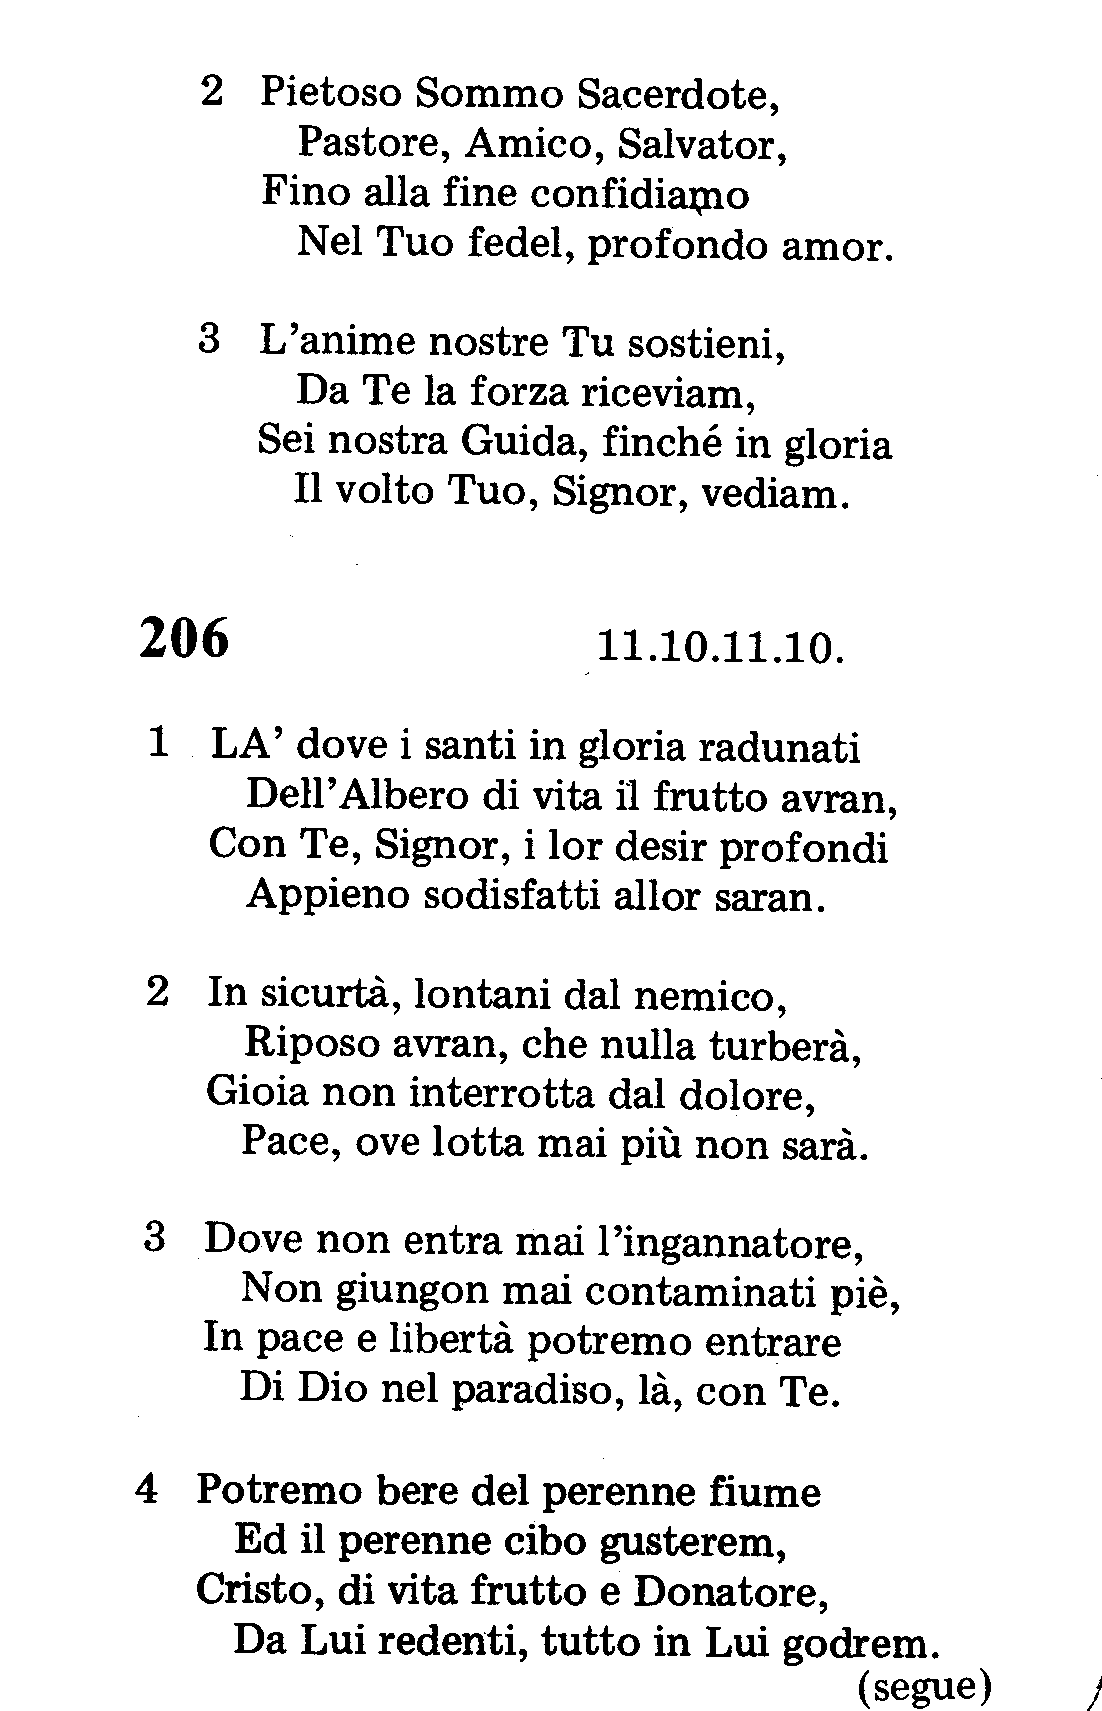 2 Pietoso Sommo Sacerdote,
Pastore, Amico, Salvator,
Fino alla fine confidiamo
Nel Tuo fedel, profondo amor.
3 L’anime nostre Tu sostieni,
Da Te la forza riceviam,
Sei nostra Guida, finché in gloria
Il volto Tuo, Signor, vediam.
206 11.10.11.10.
1 LA’ dove i santi in gloria radunati
Dell’Albero di vita il frutto avran,
Con Te, Signor, i lor desir profondi
Appieno sodisfatti allor saran.
2 In sicurtà, lontani dal nemico,
Riposo avran, che nulla turberà,
Gioia non interrotta dal dolore,
Pace, ove lotta mai più non sarà.
3 Dove non entra mai l’ingannatore,
Non giungon mai contaminati piè,
In pace e libertà potremo entrare
Di Dio nel paradiso, là, con Te.
4 Potremo bere del perenne fiume
Ed il perenne cibo gusterem,
Cristo, di vita frutto e Donatore,
Da Lui redenti, tutto in Lui godrem.
(segue)